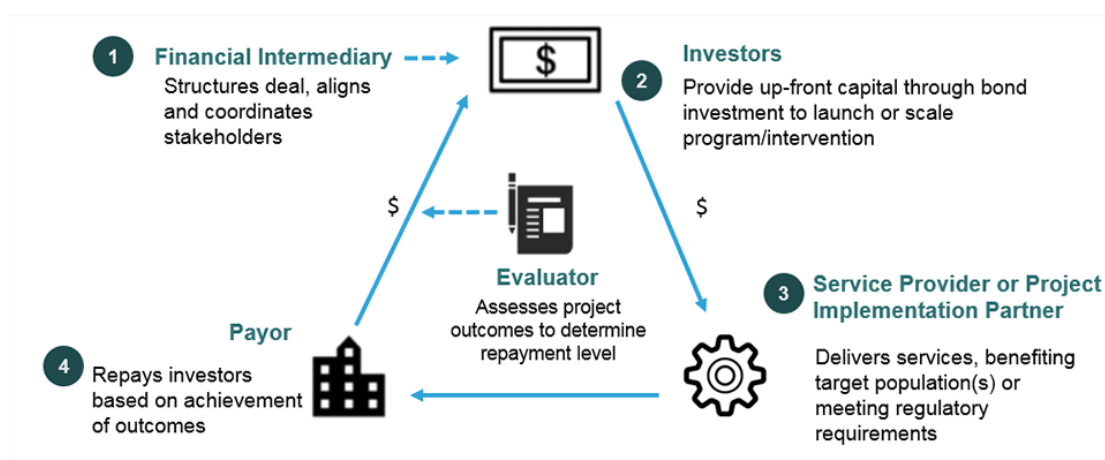 1
Financial Intermediary
Structures deal, aligns
and coordinates
stakeholders
$
2
Investors
Provide up-front capital through bond
investment to launch or scale
program/intervention
$
$
Evaluator
Assesses project
outcomes to determine
repayment level
3
Service Provider or Project
Implementation Partner
Delivers services, benefiting
target population(s) or
meeting regulatory
requirements
Payor
4
Repays investors
based on achievement
of outcomes